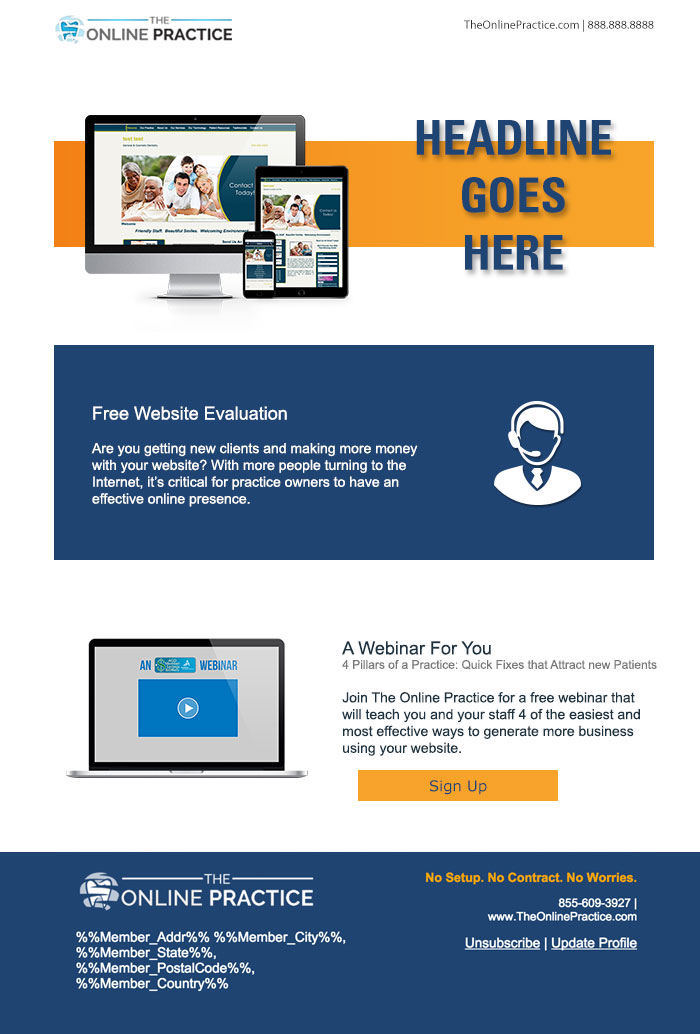 THE
ONLINE PRACTICE
TheOnlinePractice.com | 888.888.8888
HEADLINE
GOES
HERE
Contact
Today!
Welcome
Friendly Staff. Beautiful Smiles. Welcoming Environment.
Free Website Evaluation
Are you getting new clients and making more money
with your website? With more people turning to the
Internet, it's critical for practice owners to have an
effective online presence.
AN WEBINAR
A Webinar For You
4 Pillars of a Practice: Quick Fixes that Attract new Patients
Join The Online Practice for a free webinar that
will teach you and your staff 4 of the easiest and
most effective ways to generate more business
using your website.
Sign Up
THE
ONLINE PRACTICE
%%Member_Addr%% %%Member_City%%,
%%Member_State%%,
%%Member_PostalCode%%,
%%Member_Country%%
No Setup. No Contract. No Worries.
855-609-3927 |
www.TheOnlinePractice.com
Unsubscribe | Update Profile